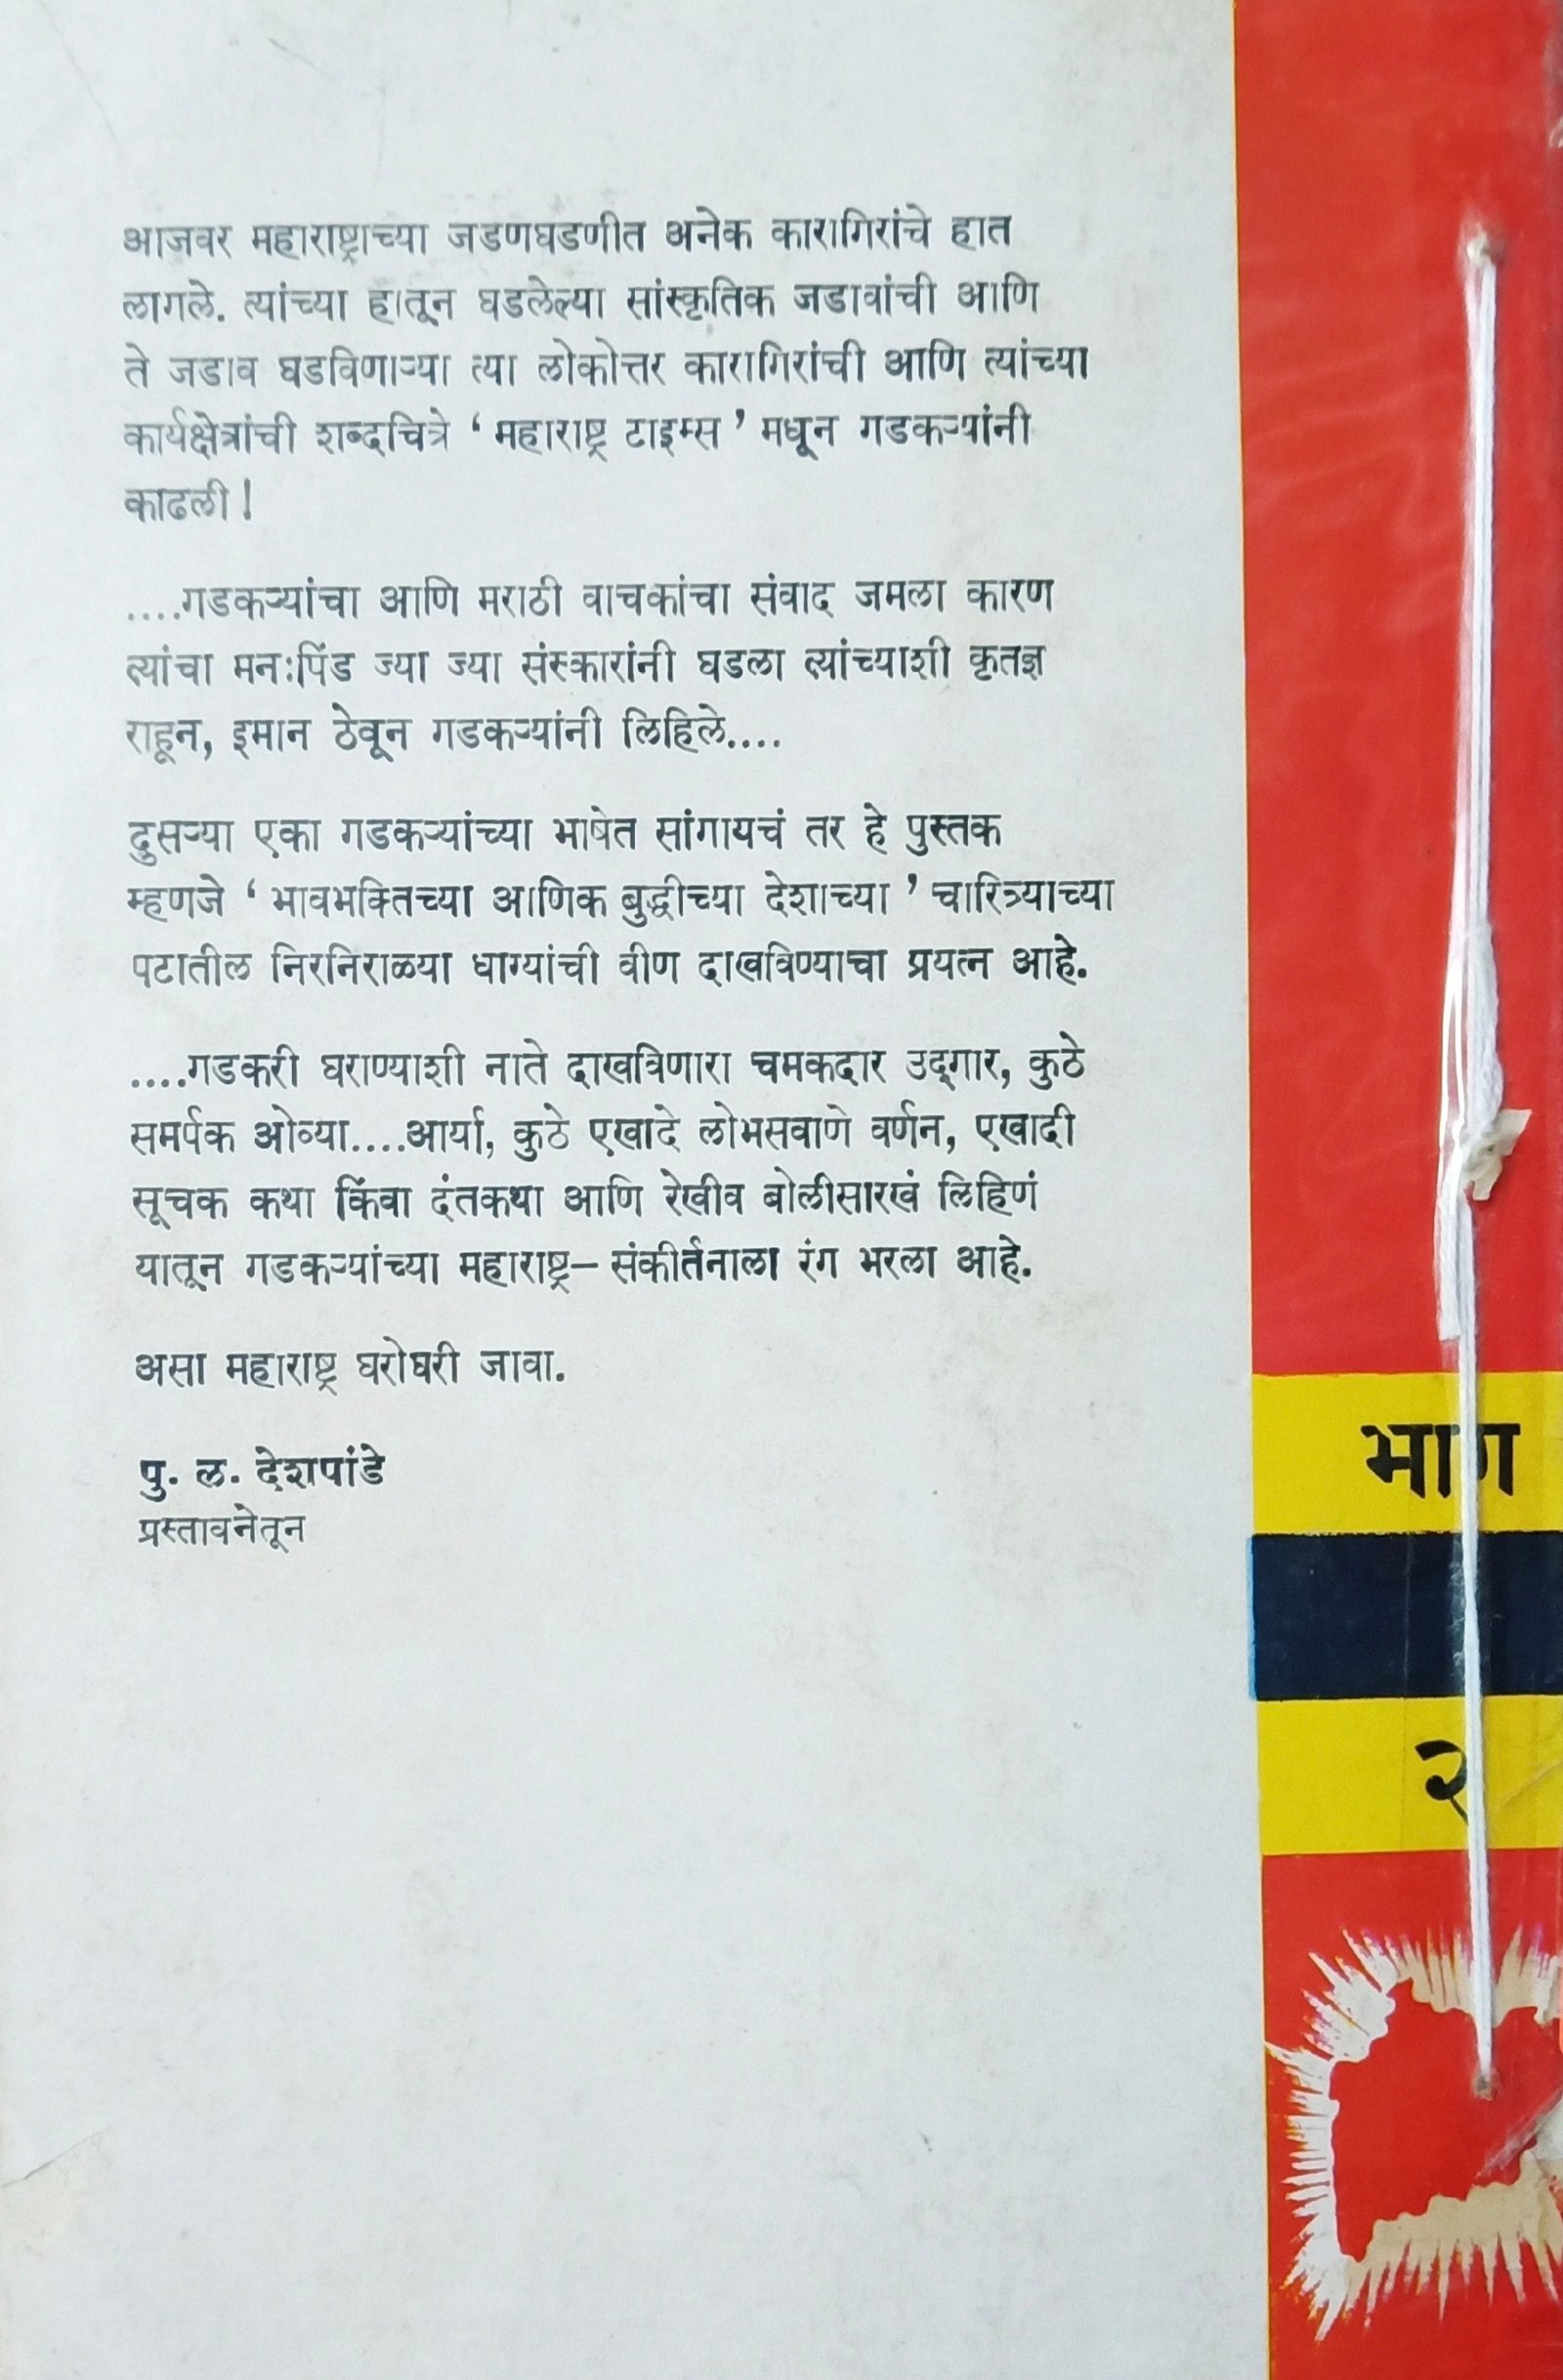 आजवर महाराष्ट्राच्या जडणघडणीत अनेक कारागिरांचे हात
लागले. त्यांच्या हातून घडलेल्या सांस्कृतिक जडावांची आणि
ते जडाव घडविणाऱ्या त्या लोकोत्तर कारागिरांची आणि त्यांच्या
कार्यक्षेत्रांची शब्दचित्रे ‘ महाराष्ट्र टाइम्स ’ मधून गडकऱ्यांनी
काढली !
....गडकऱ्यांचा आणि मराठी वाचकांचा संवाद जमला कारण
त्यांचा मनःपिंड ज्या ज्या संस्कारांनी घडला त्यांच्याशी कृतज्ञ
राहून, इमान ठेवून गडकऱ्यांनी लिहिले....
दुसऱ्या एका गडकऱ्यांच्या भाषेत सांगायचं तर हे पुस्तक
म्हणजे ‘ भावभक्तिच्या आणिक बुद्धीच्या देशाच्या ’ चारित्र्याच्या
पटातील निरनिराळया धाग्यांची वीण दाखविण्याचा प्रयत्न आहे.
....गडकरी घराण्याशी नाते दाखविणारा चमकदार उद्‌गार, कुठे
समर्पक ओव्या....आर्या, कुठे एखादे लोभसवाणे वर्णन, एखादी
सूचक कथा किंवा दंतकथा आणि रेखीव बोलीसारखं लिहिणं
यातून गडकऱ्यांच्या महाराष्ट्र– संकीर्तनाला रंग भरला आहे.
असा महाराष्ट्र घरोघरी जावा.
पु. ल. देशपांडे
प्रस्तावनेतून
भाग
२